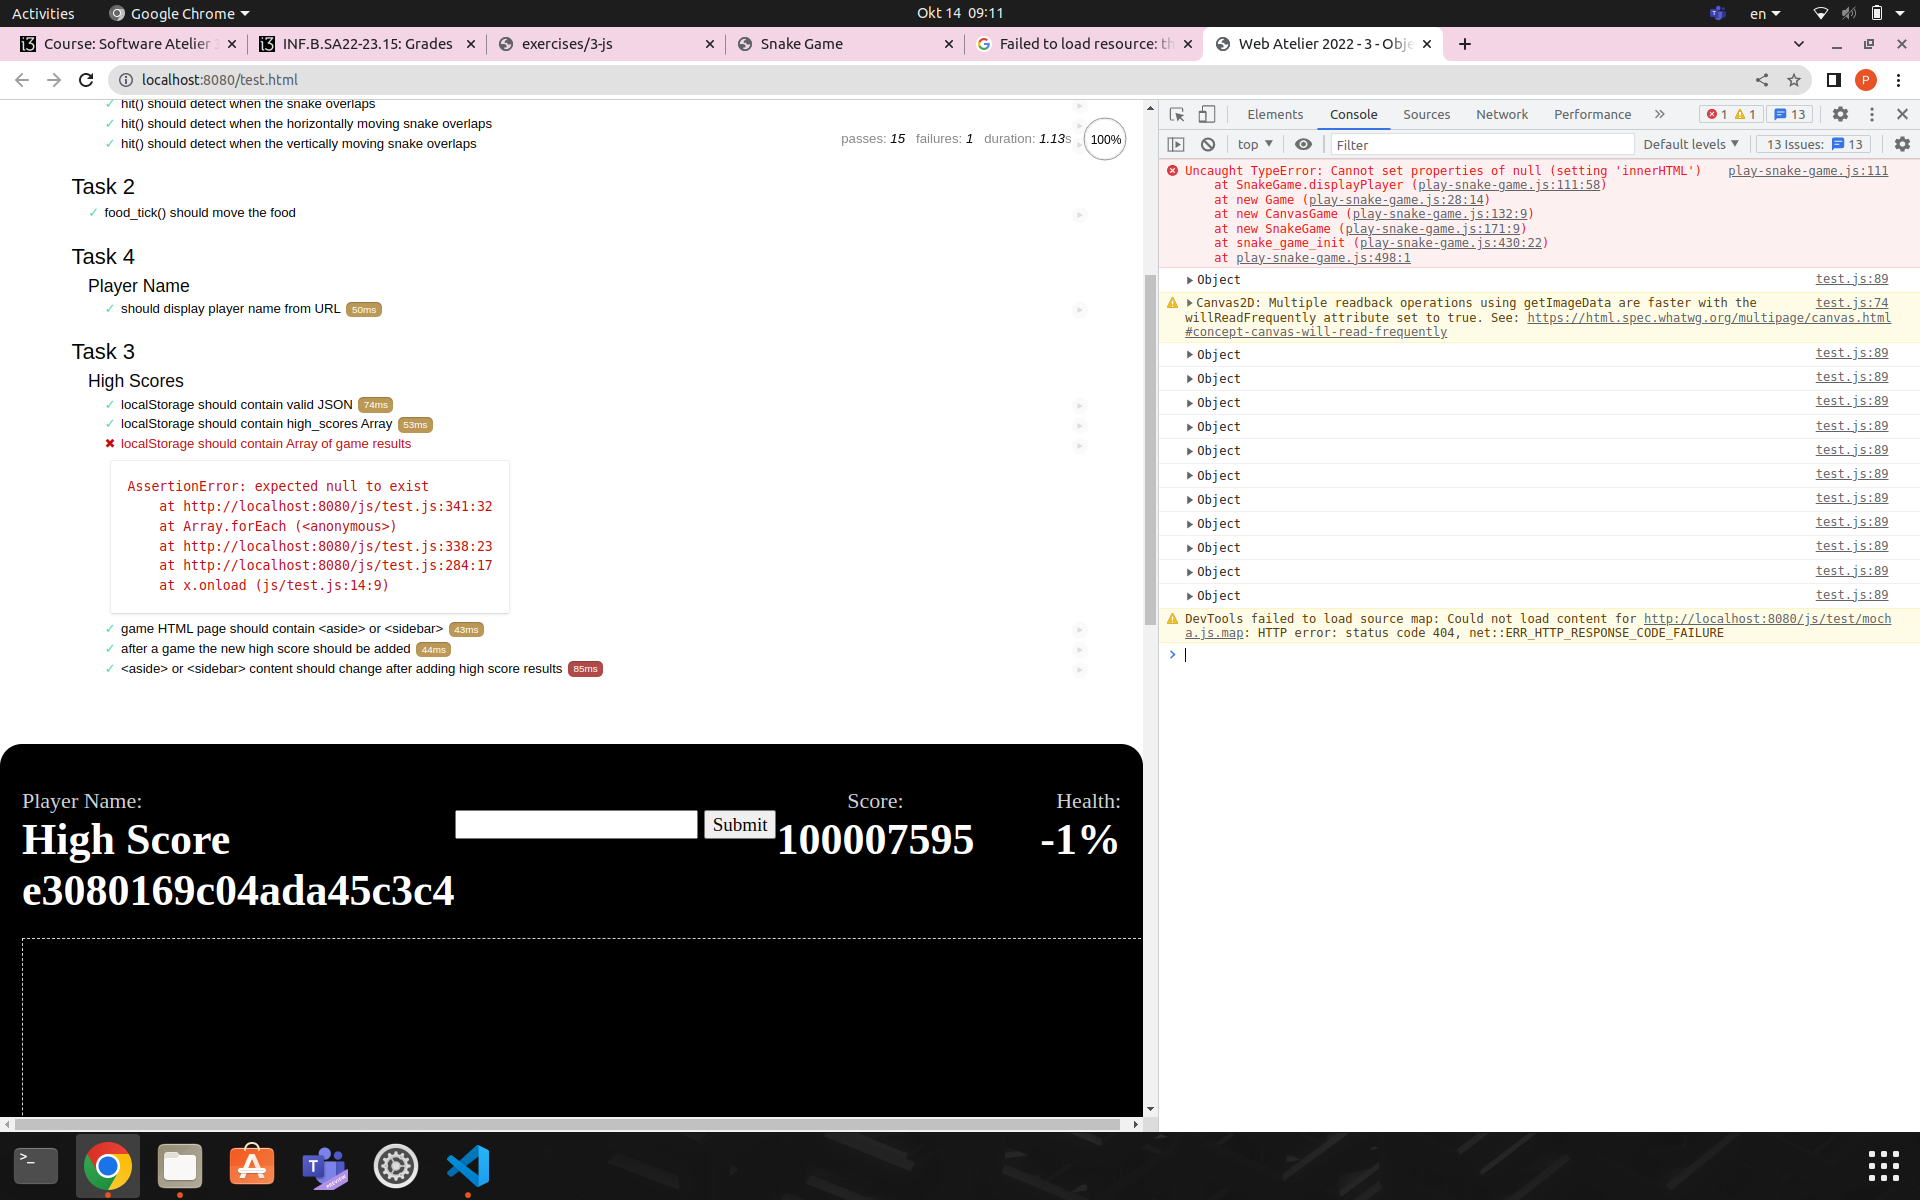 Activities
Google Chrome
Okt 14 09:11
en
Course: Software Atelier 3
INF.B.SA22-23.15: Grades
exercises/3-js
Snake Game
Failed to load resource: th
Web Atelier 2022 - 3 - Obje
localhost:8080/test.html
P
hit() should detect when the snake overlaps
hit() should detect when the horizontally moving snake overlaps
hit() should detect when the vertically moving snake overlaps
passes: 15 failures: 1 duration: 1.13s
100%
Task 2
food_tick() should move the food
Task 4
Player Name
should display player name from URL 50ms
Task 3
High Scores
localStorage should contain valid JSON 74ms
localStorage should contain high_scores Array 53ms
localStorage should contain Array of game results
AssertionError: expected null to exist
at http://localhost:8080/js/test.js:341:32
at Array.forEach (<anonymous>)
at http://localhost:8080/js/test.js:338:23
at http://localhost:8080/js/test.js:284:17
at x.onload (js/test.js:14:9)
game HTML page should contain <aside> or <sidebar> 43ms
after a game the new high score should be added 44ms
<aside> or <sidebar> content should change after adding high score results 85ms
Player Name:
High Score
e3080169c04ada45c3c4
Submit
Score:
100007595
Health:
-1%
Elements Console Sources Network Performance » 1 1 13
top Filter Default levels 13 Issues: 13
Uncaught TypeError: Cannot set properties of null (setting 'innerHTML') play-snake-game.js:111
at SnakeGame.displayPlayer (play-snake-game.js:111:58)
at new Game (play-snake-game.js:28:14)
at new CanvasGame (play-snake-game.js:132:9)
at new SnakeGame (play-snake-game.js:171:9)
at snake_game_init (play-snake-game.js:430:22)
at play-snake-game.js:498:1
Object test.js:89
Canvas2D: Multiple readback operations using getImageData are faster with the test.js:74
willReadFrequently attribute set to true. See: https://html.spec.whatwg.org/multipage/canvas.html
#concept-canvas-will-read-frequently
Object test.js:89
Object test.js:89
Object test.js:89
Object test.js:89
Object test.js:89
Object test.js:89
Object test.js:89
Object test.js:89
Object test.js:89
Object test.js:89
Object test.js:89
DevTools failed to load source map: Could not load content for http://localhost:8080/js/test/moch
a.js.map: HTTP error: status code 404, net::ERR_HTTP_RESPONSE_CODE_FAILURE